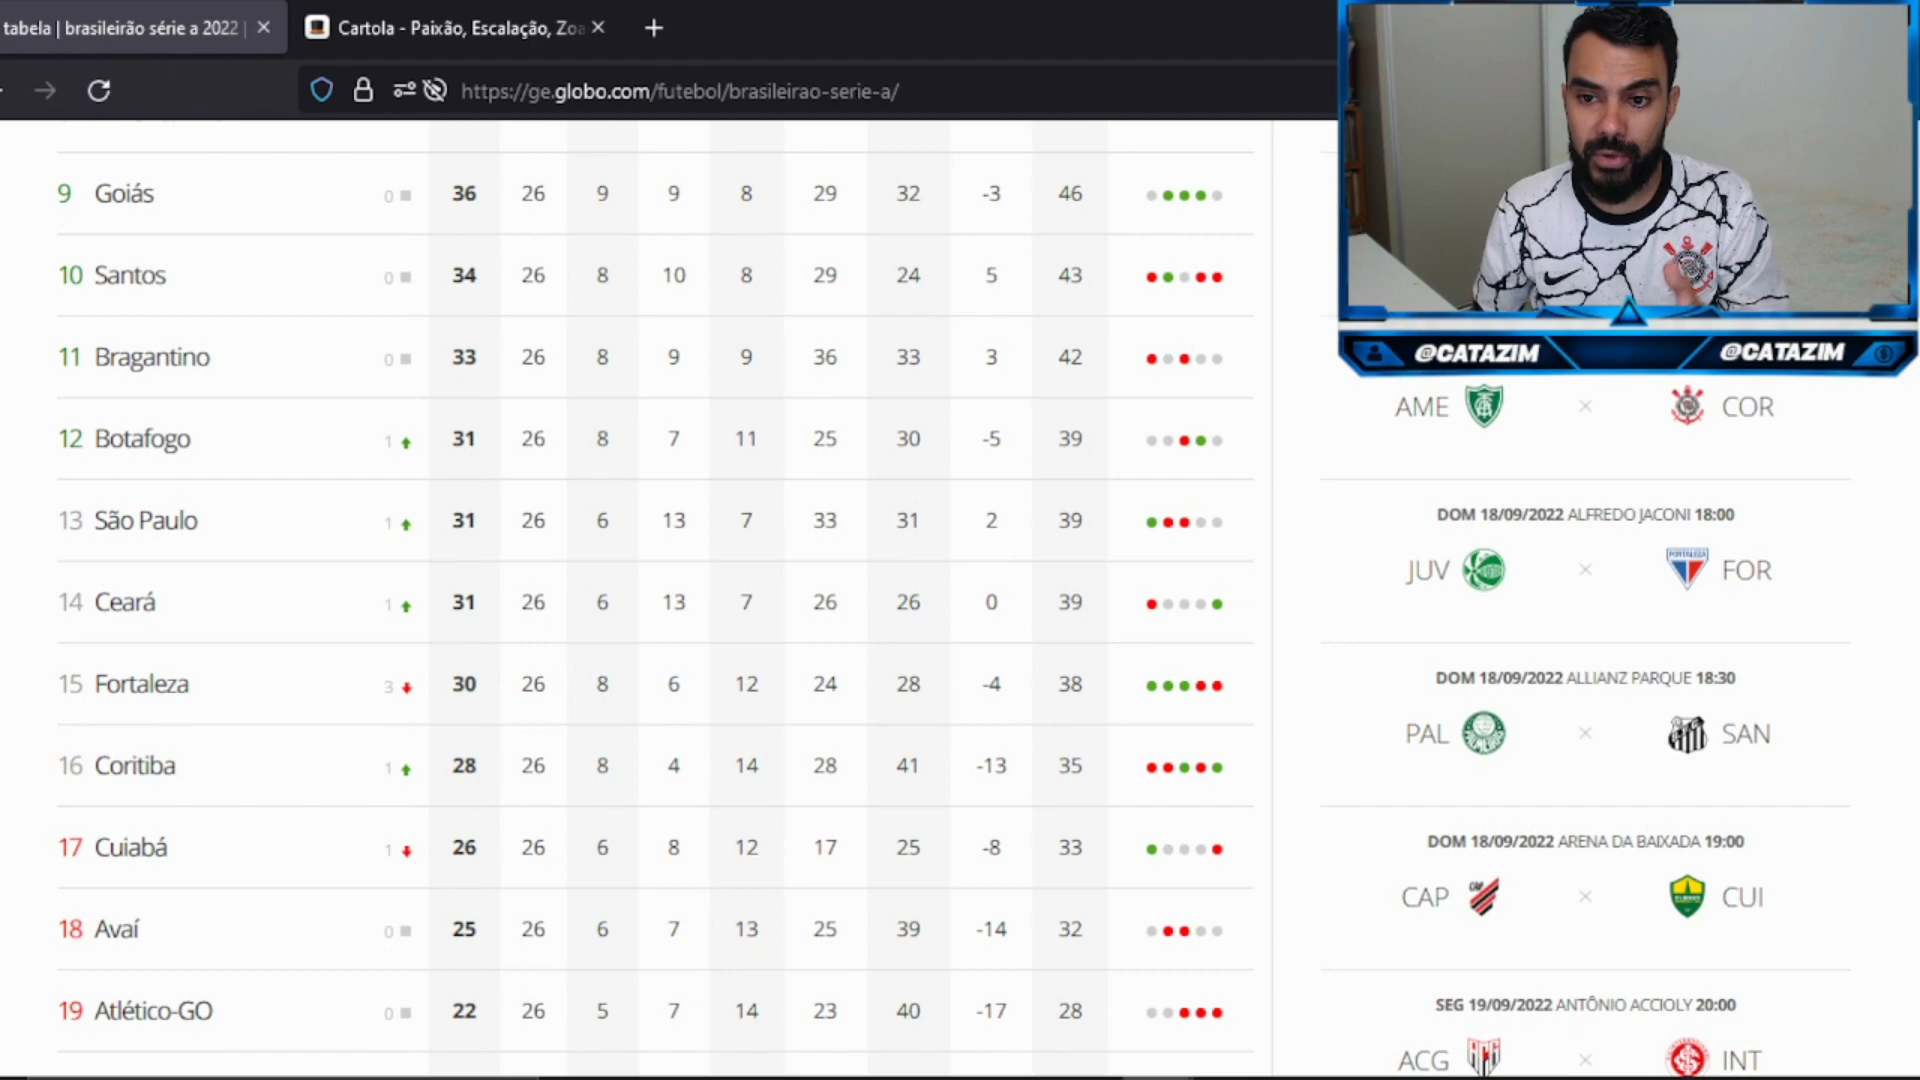 tabela | brasileirão série a 2022 |
Cartola - Paixão, Escalação, Zoa
https://ge.globo.com/futebol/brasileirao-serie-a/
9 Goiás 0 36 26 9 9 8 29 32 -3 46
10 Santos 0 34 26 8 10 8 29 24 5 43
11 Bragantino 0 33 26 8 9 9 36 33 3 42
12 Botafogo 1 31 26 8 7 11 25 30 -5 39
13 São Paulo 1 31 26 6 13 7 33 31 2 39
14 Ceará 1 31 26 6 13 7 26 26 0 39
15 Fortaleza 3 30 26 8 6 12 24 28 -4 38
16 Coritiba 1 28 26 8 4 14 28 41 -13 35
17 Cuiabá 1 26 26 6 8 12 17 25 -8 33
18 Avaí 0 25 26 6 7 13 25 39 -14 32
19 Atlético-GO 0 22 26 5 7 14 23 40 -17 28
@CATAZIM @CATAZIM
AME × COR
DOM 18/09/2022 ALFREDO JACONI 18:00
JUV × FORTALEZA FOR
DOM 18/09/2022 ALLIANZ PARQUE 18:30
PAL × SAN
DOM 18/09/2022 ARENA DA BAIXADA 19:00
CAP CAP × CUI
SEG 19/09/2022 ANTÔNIO ACCIOLY 20:00
ACG × INT